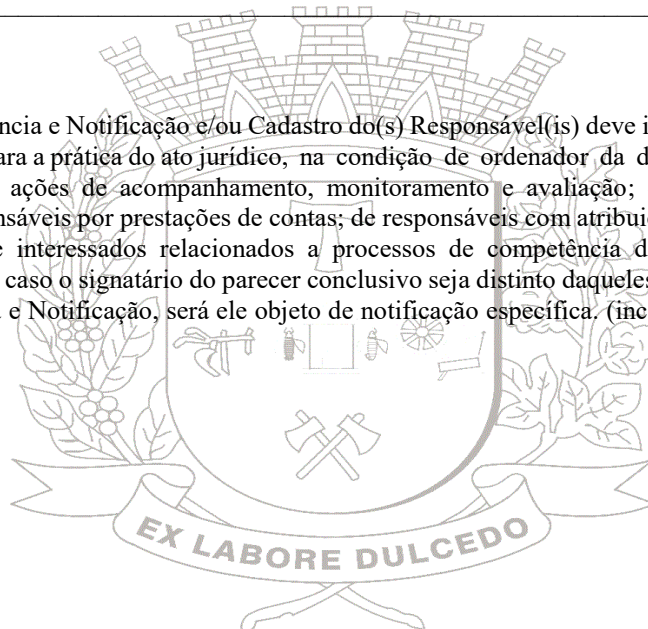 ncia e Notificação e/ou Cadastro do(s) Responsável(is) deve i
ara a prática do ato jurídico, na condição de ordenador da d
ações de acompanhamento, monitoramento e avaliação;
nsáveis por prestações de contas; de responsáveis com atribui
e interessados relacionados a processos de competência d
caso o signatário do parecer conclusivo seja distinto daqueles
e Notificação, será ele objeto de notificação específica. (inc
EX LABORE DULCEDO